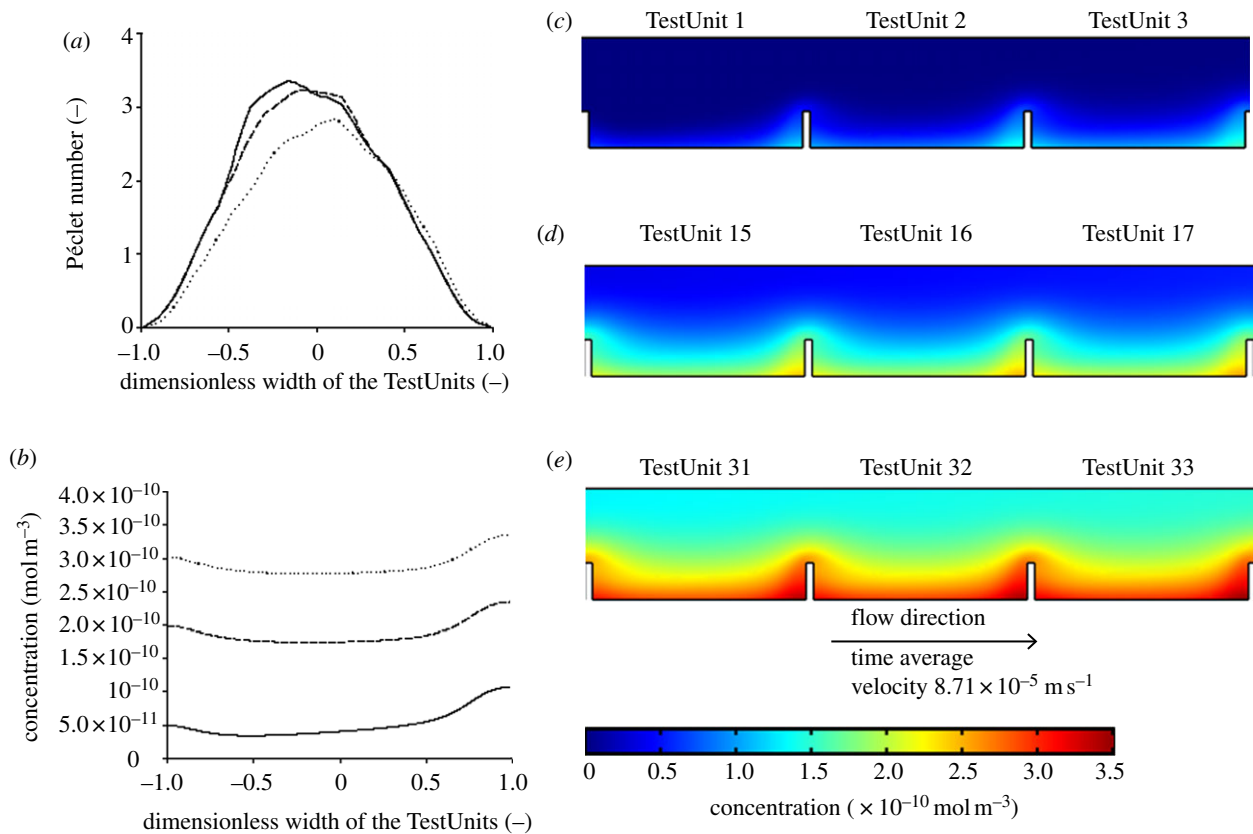 (a)
4
3
2
1
0
Péclet number (–)
–1.0 –0.5 0 0.5 1.0
dimensionless width of the TestUnits (–)
(b)
4.0 × 10⁻¹⁰
3.5 × 10⁻¹⁰
3.0 × 10⁻¹⁰
2.5 × 10⁻¹⁰
2.0 × 10⁻¹⁰
1.5 × 10⁻¹⁰
10⁻¹⁰
5.0 × 10⁻¹¹
0
concentration (mol m⁻³)
-1.0 -0.5 0 0.5 1.0
dimensionless width of the TestUnits (–)
(c)
TestUnit 1 TestUnit 2 TestUnit 3
(d)
TestUnit 15 TestUnit 16 TestUnit 17
(e)
TestUnit 31 TestUnit 32 TestUnit 33
flow direction
time average
velocity 8.71 × 10⁻⁵ m s⁻¹
0 0.5 1.0 1.5 2.0 2.5 3.0 3.5
concentration ( × 10⁻¹⁰ mol m⁻³)